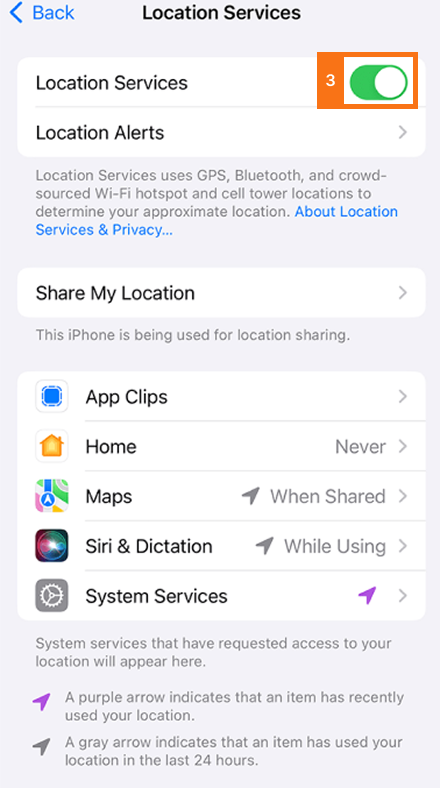 Back
Location Services
Location Services
3
Location Alerts
Location Services uses GPS, Bluetooth, and crowd-
sourced Wi-Fi hotspot and cell tower locations to
determine your approximate location. About Location
Services & Privacy...
Share My Location
This iPhone is being used for location sharing.
App Clips
Home Never
Maps When Shared
Siri & Dictation While Using
System Services
System services that have requested access to your
location will appear here.
A purple arrow indicates that an item has recently
used your location.
A gray arrow indicates that an item has used your
location in the last 24 hours.